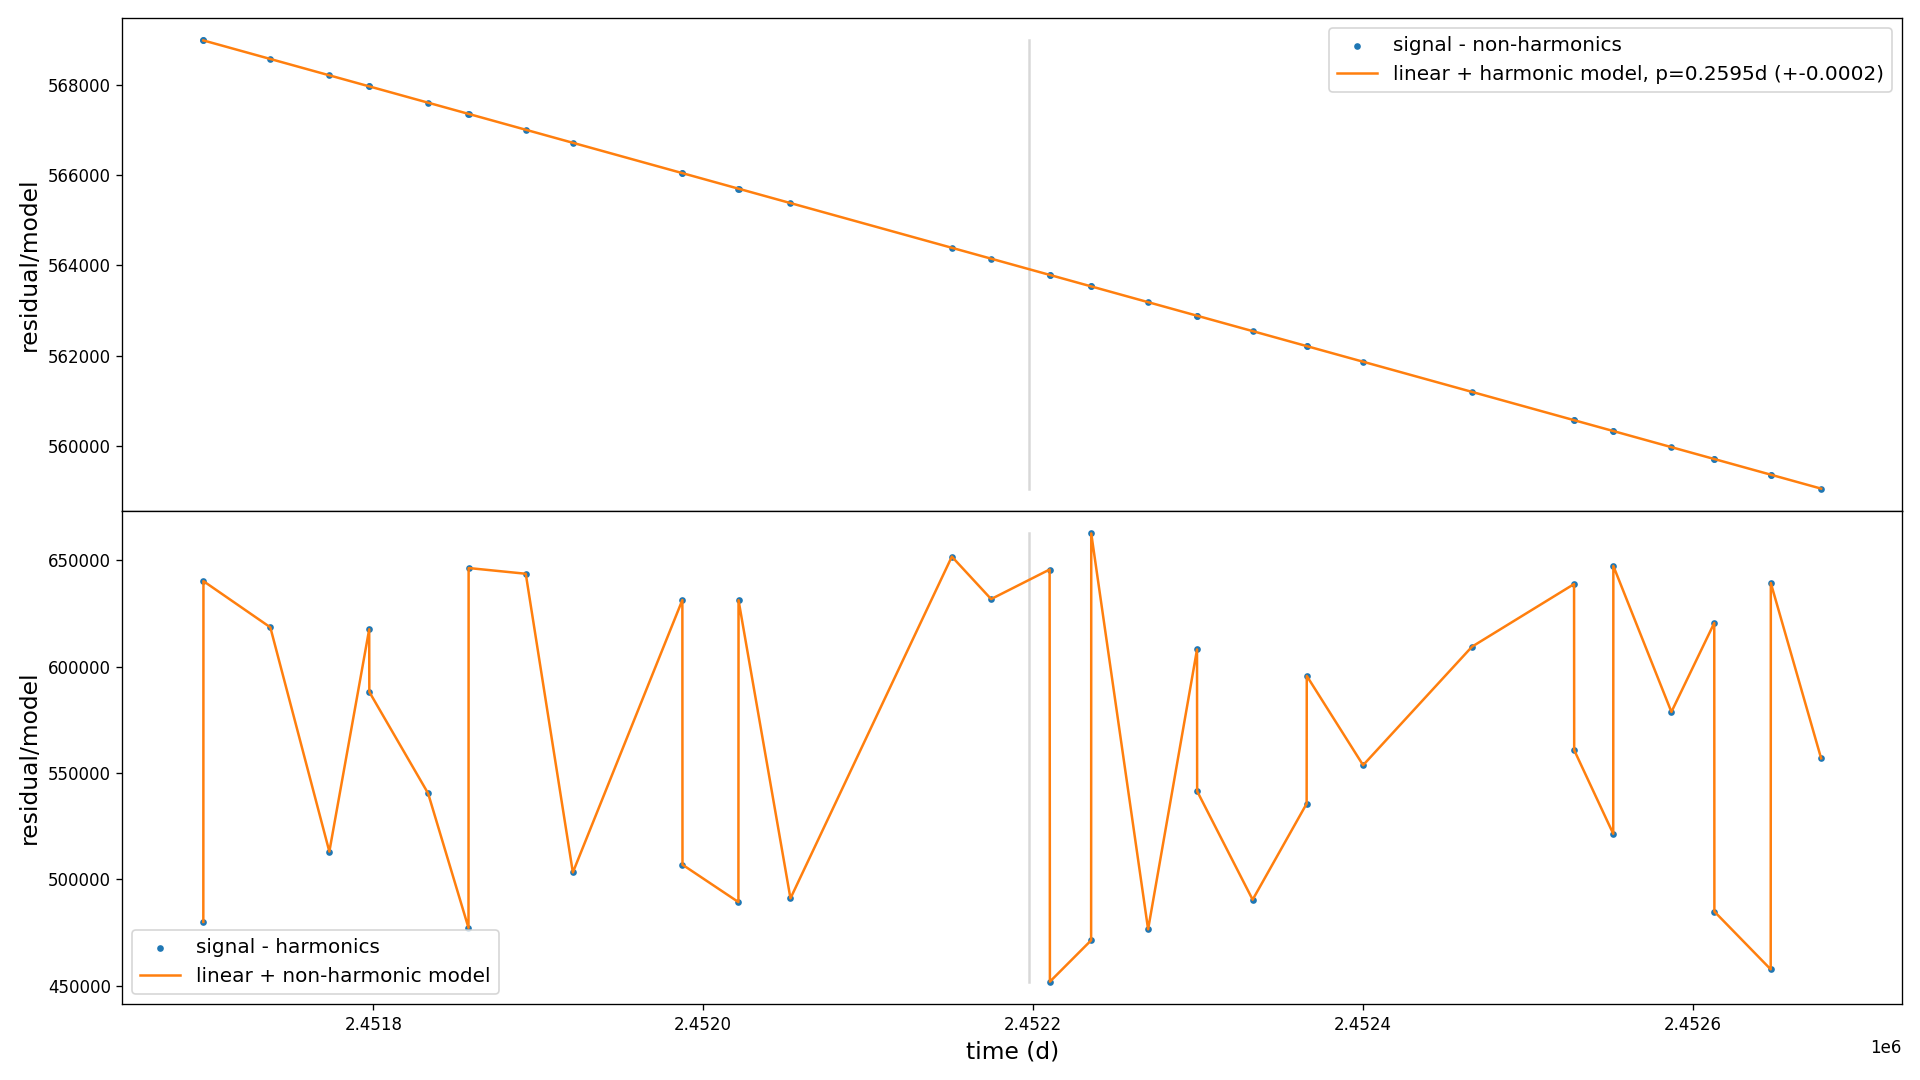 signal - non-harmonics
linear + harmonic model, p=0.2595d (+-0.0002)
residual/model
568000
566000
564000
562000
560000
residual/model
650000
600000
550000
500000
450000
signal - harmonics
linear + non-harmonic model
2.4518
2.4520
2.4522
2.4524
2.4526
time (d)
1e6